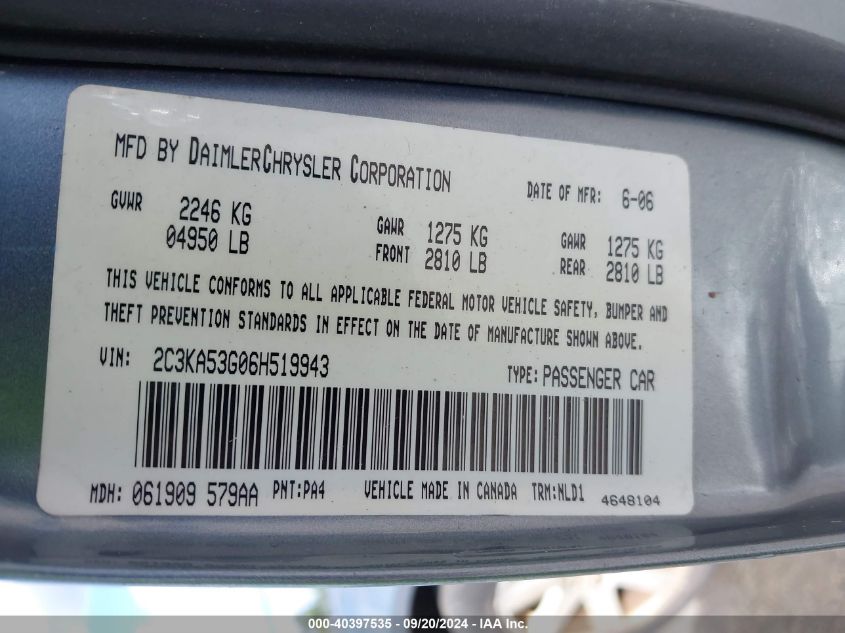 MFD BY DAIMLERCHRYSLER CORPORATION
DATE OF MFR: 6-06
GVWR 2246 KG
04950 LB
GAWR FRONT 1275 KG
2810 LB
GAWR REAR 1275 KG
2810 LB
THIS VEHICLE CONFORMS TO ALL APPLICABLE FEDERAL MOTOR VEHICLE SAFETY, BUMPER AND
THEFT PREVENTION STANDARDS IN EFFECT ON THE DATE OF MANUFACTURE SHOWN ABOVE.
VIN: 2C3KA53G06H519943
TYPE: PASSENGER CAR
MDH: 061909 579AA PNT:PA4 VEHICLE MADE IN CANADA TRM:NLD1 4648104
000-40397535 - 09/20/2024 - IAA Inc.